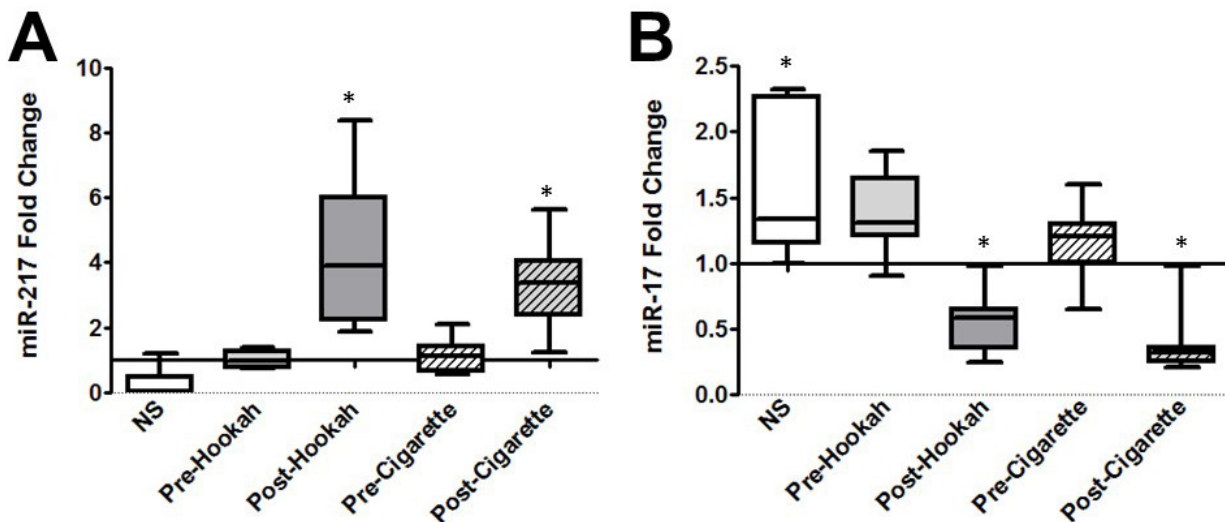 A
miR-217 Fold Change
10
8
6
4
2
0
*
*
NS
Pre-Hookah
Post-Hookah
Pre-Cigarette
Post-Cigarette
B
miR-17 Fold Change
2.5
2.0
1.5
1.0
0.5
0.0
*
*
*
NS
Pre-Hookah
Post-Hookah
Pre-Cigarette
Post-Cigarette